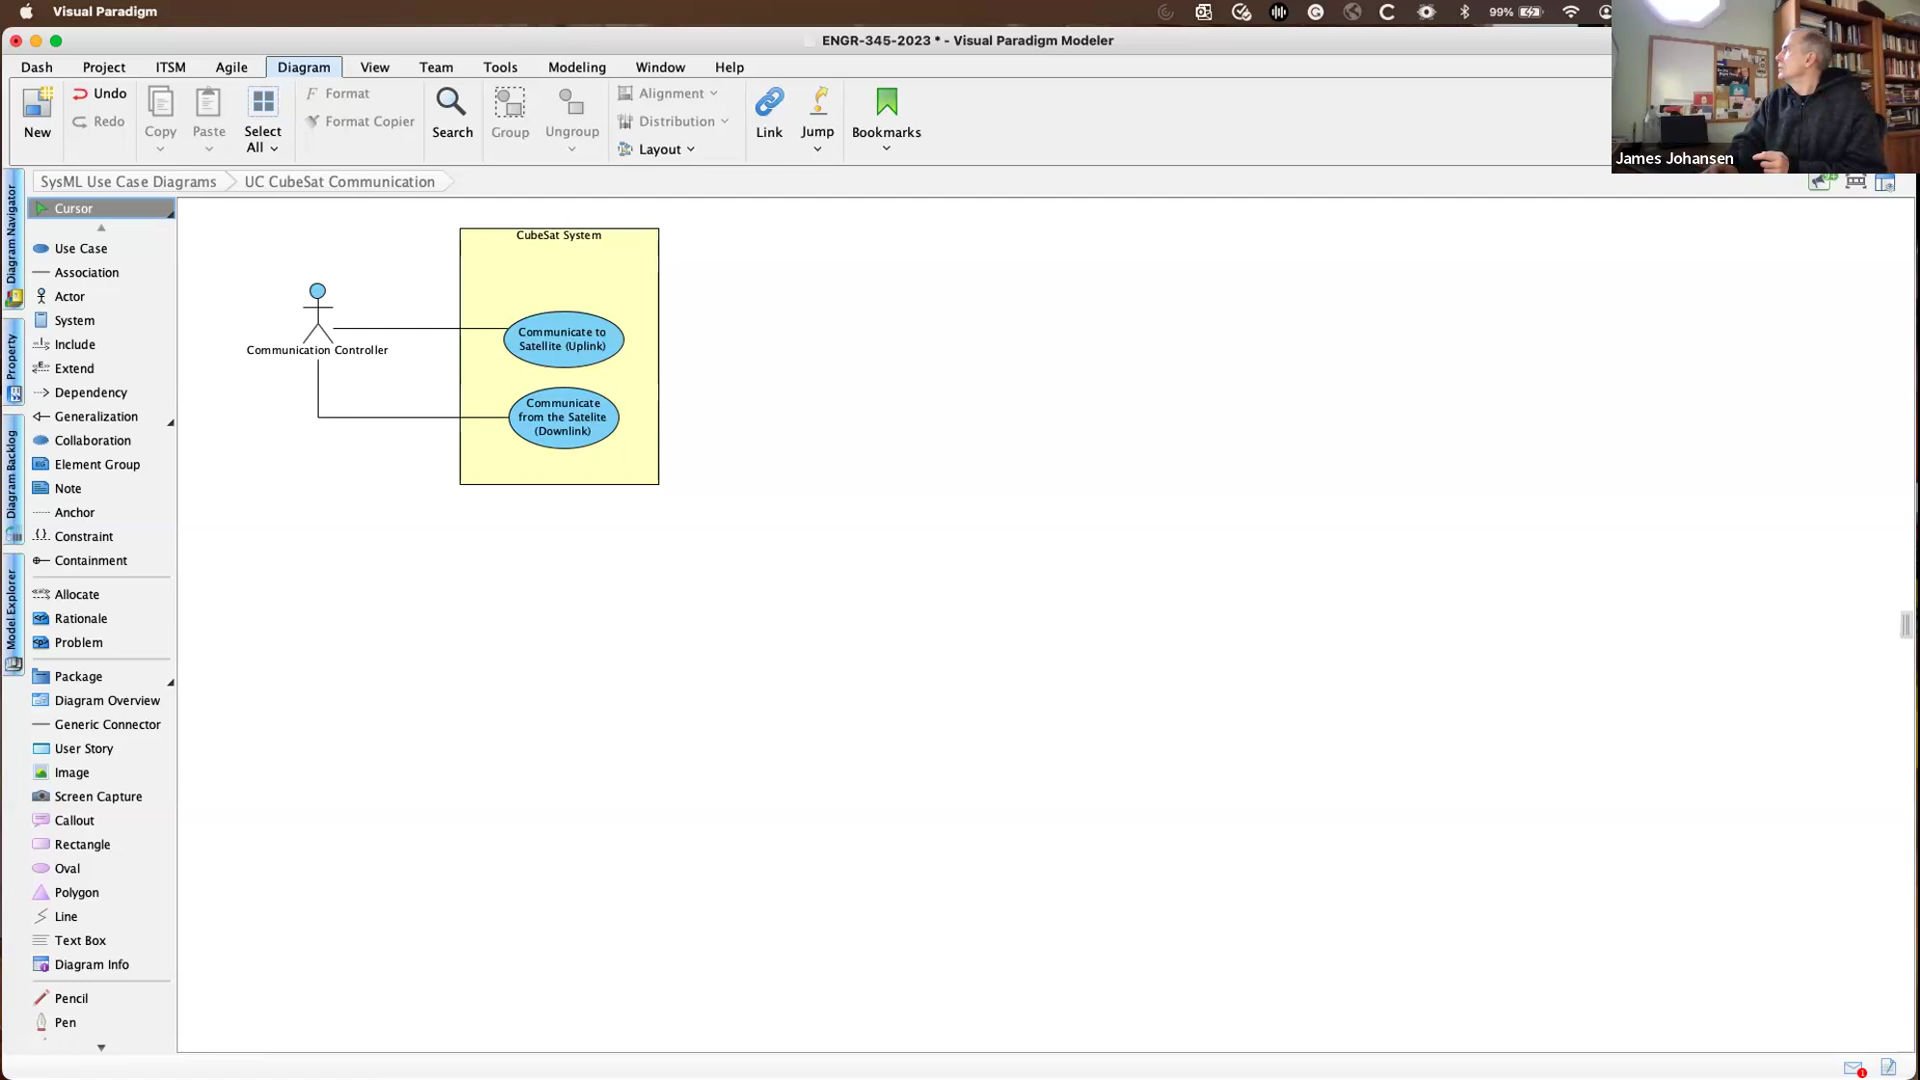 Visual Paradigm
99%
ENGR-345-2023 * - Visual Paradigm Modeler
Dash Project ITSM Agile Diagram View Team Tools Modeling Window Help
New
Undo
Redo
Copy
Paste
Select
All
Format
Format Copier
Search
Group
Ungroup
Alignment
Distribution
Layout
Link
Jump
Bookmarks
James Johansen
SysML Use Case Diagrams
UC CubeSat Communication
Diagram Navigator
Property
Diagram Backlog
Model Explorer
Cursor
Use Case
Association
Actor
System
Include
Extend
Dependency
Generalization
Collaboration
Element Group
Note
Anchor
Constraint
Containment
Allocate
Rationale
Problem
Package
Diagram Overview
Generic Connector
User Story
Image
Screen Capture
Callout
Rectangle
Oval
Polygon
Line
Text Box
Diagram Info
Pencil
Pen
CubeSat System
Communication Controller
Communicate to
Satellite (Uplink)
Communicate
from the Satelite
(Downlink)